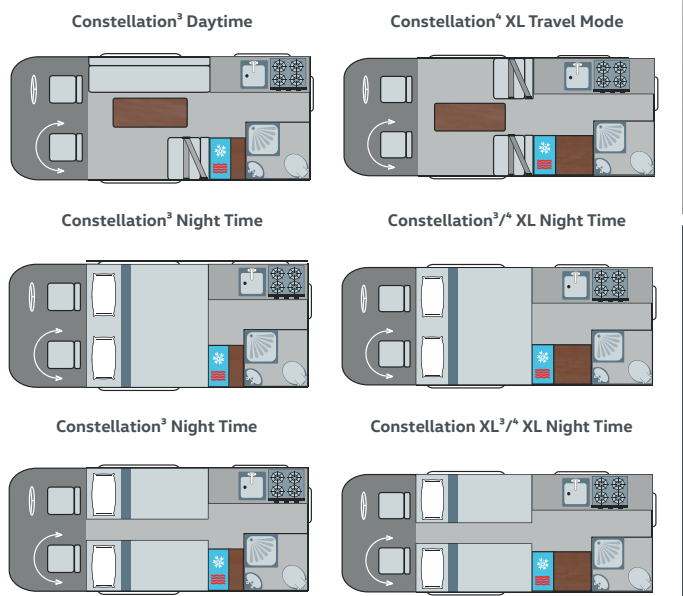 Constellation³ Daytime
Constellation⁴ XL Travel Mode
Constellation³ Night Time
Constellation³/⁴ XL Night Time
Constellation³ Night Time
Constellation XL³/⁴ XL Night Time